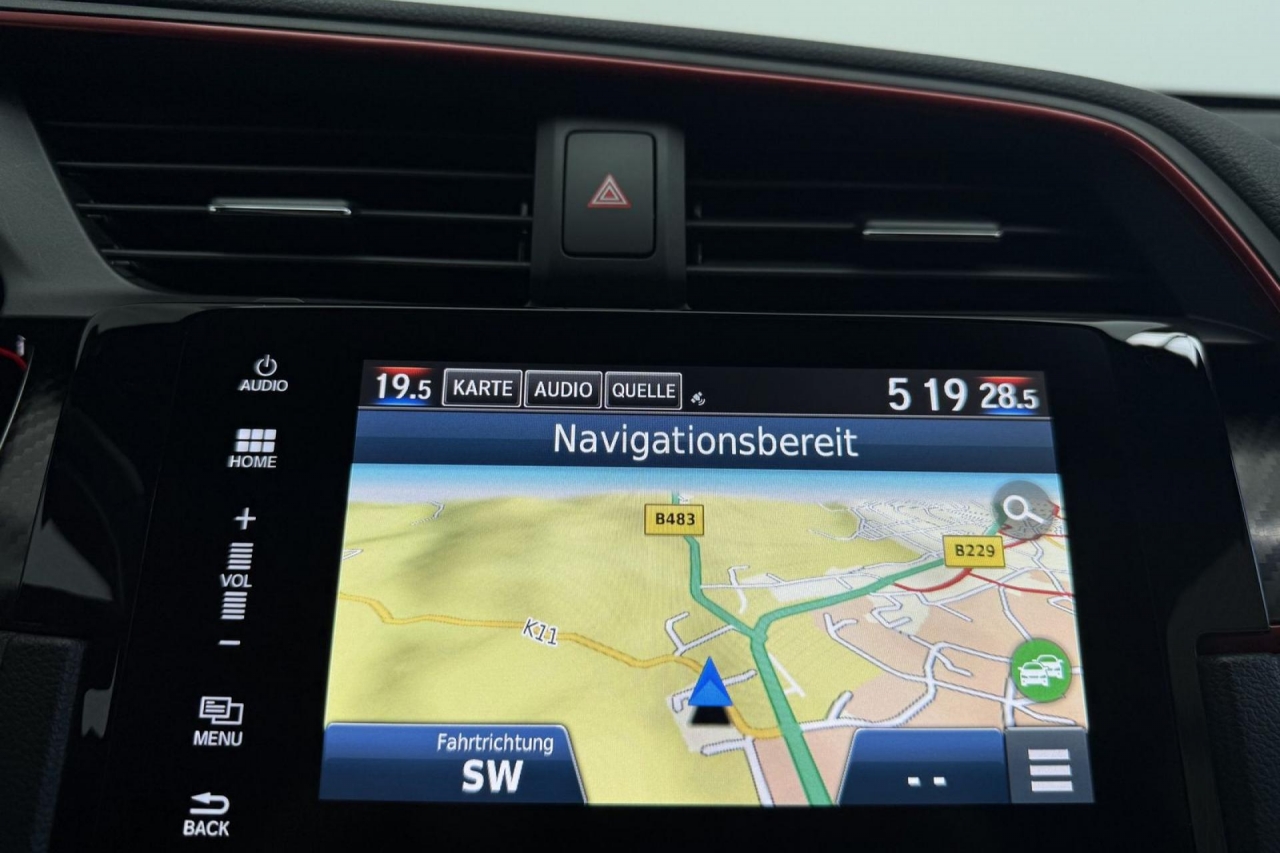 AUDIO
HOME
+
VOL
-
MENU
BACK
19.5 KARTE AUDIO QUELLE 5 19 28.5
Navigationsbereit
B483
B229
K11
Fahrtrichtung
SW
- -